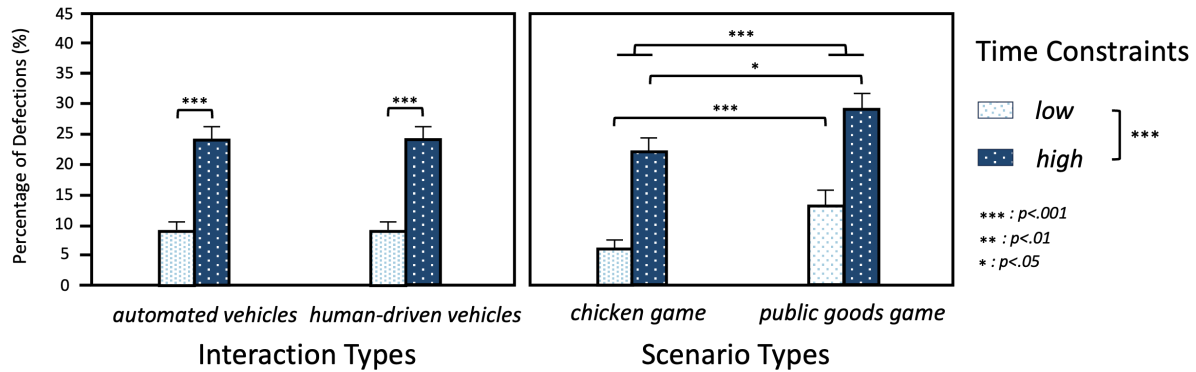 Percentage of Defections (%)
45
40
35
30
25
20
15
10
5
0
***
***
automated vehicles human-driven vehicles
Interaction Types
***
*
***
chicken game public goods game
Scenario Types
Time Constraints
low
high
***
*** : p<.001
** : p<.01
* : p<.05